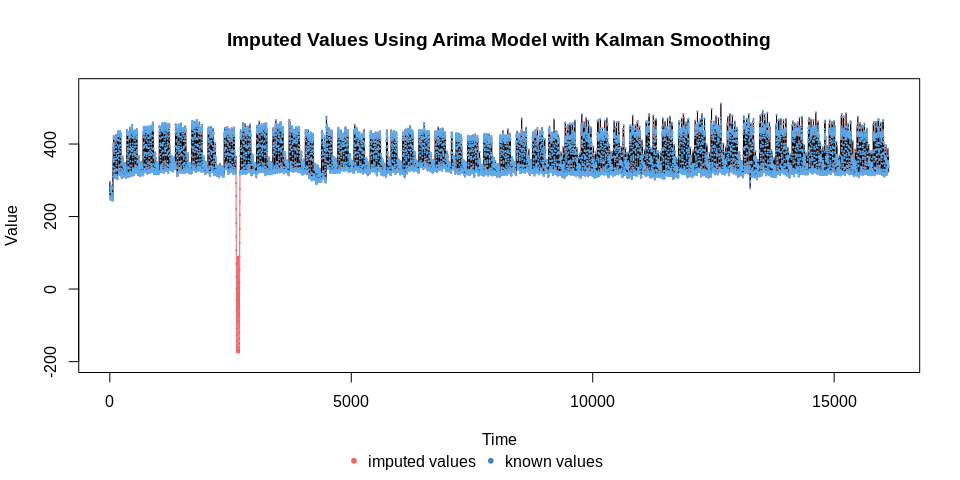 Imputed Values Using Arima Model with Kalman Smoothing
Value
400
200
0
-200
0 5000 10000 15000
Time
imputed values known values